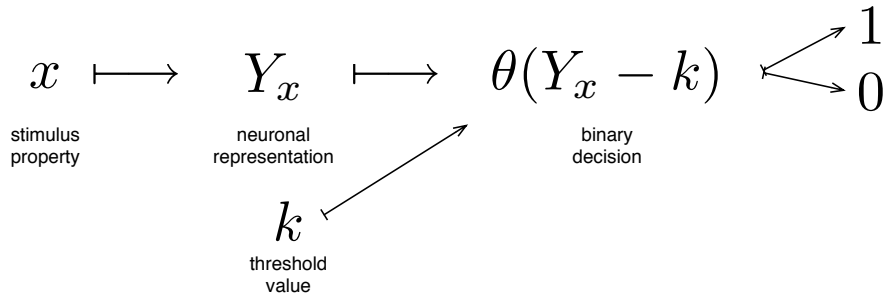 x ⟼ Y_x ⟼ θ(Y_x − k) 1
0
stimulus
property
neuronal
representation
binary
decision
k
threshold
value